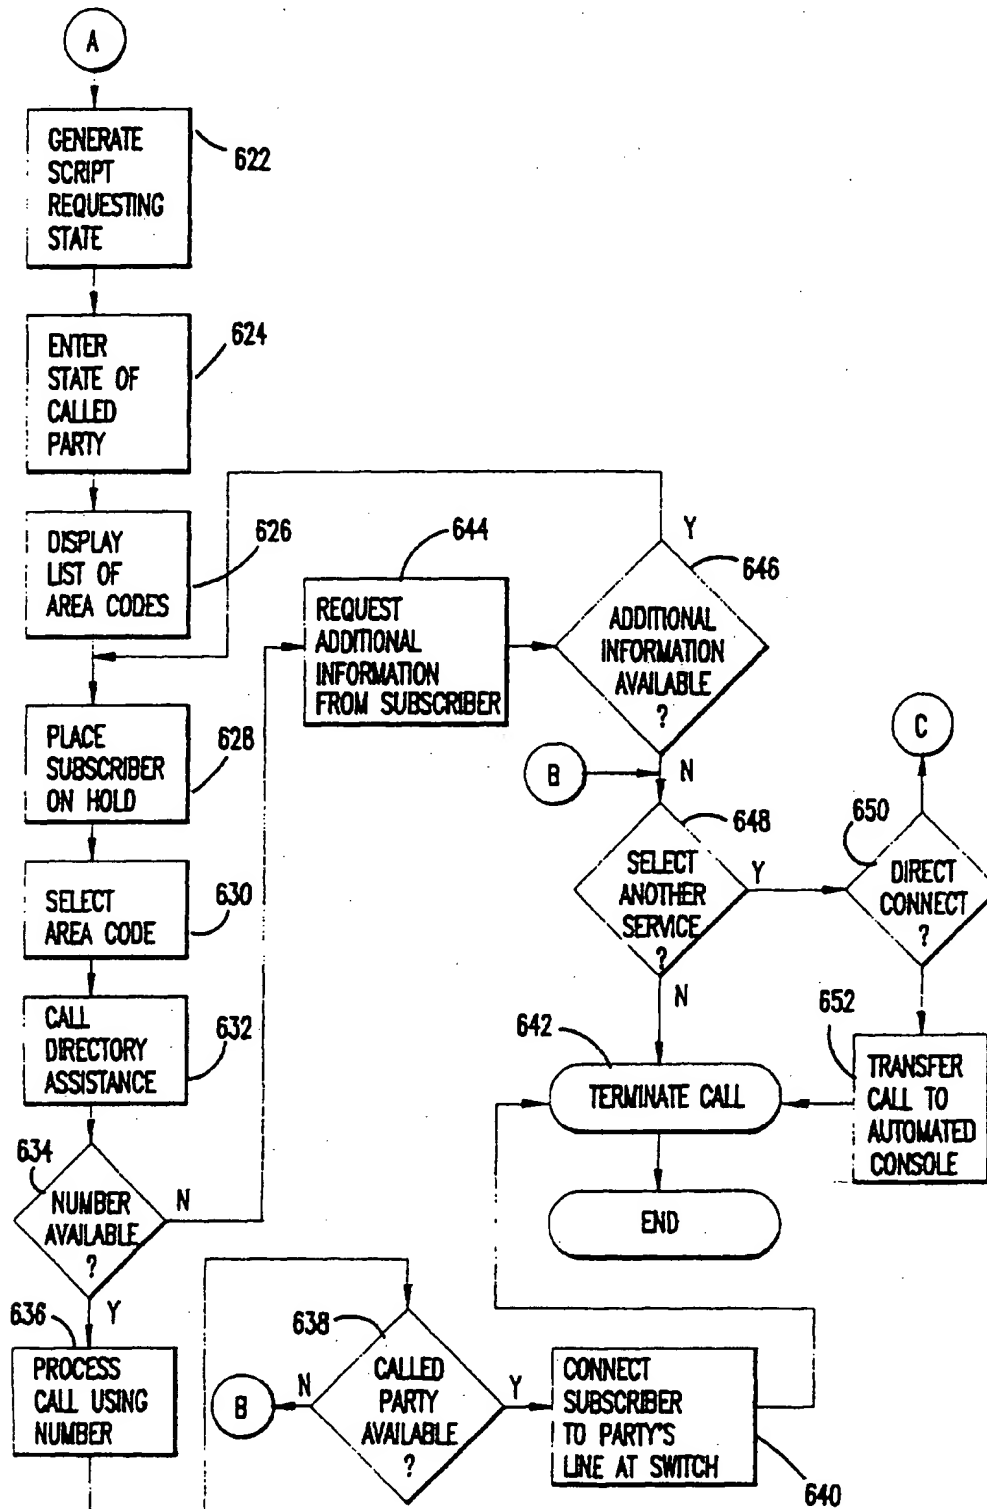 A
GENERATE
SCRIPT
REQUESTING
STATE
622
ENTER
STATE OF
CALLED
PARTY
624
DISPLAY
LIST OF
AREA CODES
626
PLACE
SUBSCRIBER
ON HOLD
628
SELECT
AREA CODE
630
CALL
DIRECTORY
ASSISTANCE
632
634
NUMBER
AVAILABLE
?
N
Y
636
PROCESS
CALL USING
NUMBER
644
REQUEST
ADDITIONAL
INFORMATION
FROM SUBSCRIBER
Y
646
ADDITIONAL
INFORMATION
AVAILABLE
?
N
B
648
SELECT
ANOTHER
SERVICE
?
Y
N
C
650
DIRECT
CONNECT
?
652
TRANSFER
CALL TO
AUTOMATED
CONSOLE
642
TERMINATE CALL
END
638
CALLED
PARTY
AVAILABLE
?
N
B
Y
CONNECT
SUBSCRIBER
TO PARTY'S
LINE AT SWITCH
640